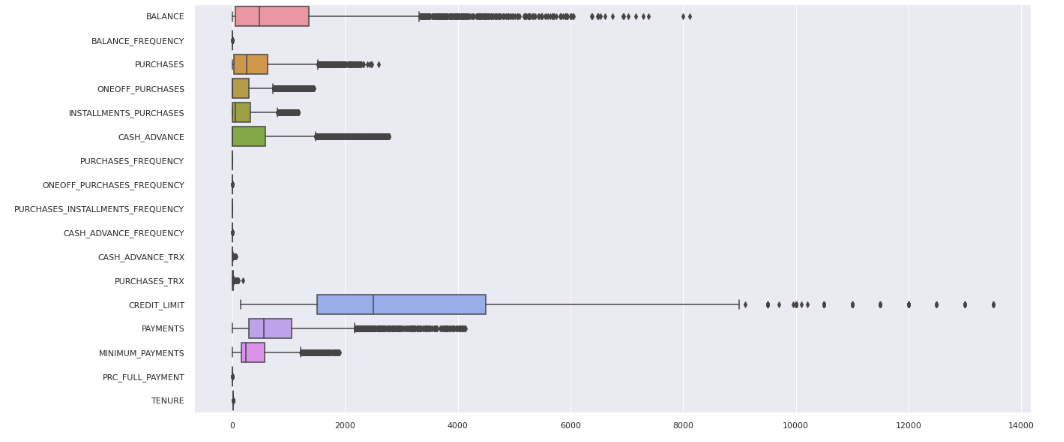 BALANCE
BALANCE_FREQUENCY
PURCHASES
ONEOFF_PURCHASES
INSTALLMENTS_PURCHASES
CASH_ADVANCE
PURCHASES_FREQUENCY
ONEOFF_PURCHASES_FREQUENCY
PURCHASES_INSTALLMENTS_FREQUENCY
CASH_ADVANCE_FREQUENCY
CASH_ADVANCE_TRX
PURCHASES_TRX
CREDIT_LIMIT
PAYMENTS
MINIMUM_PAYMENTS
PRC_FULL_PAYMENT
TENURE
0 2000 4000 6000 8000 10000 12000 14000